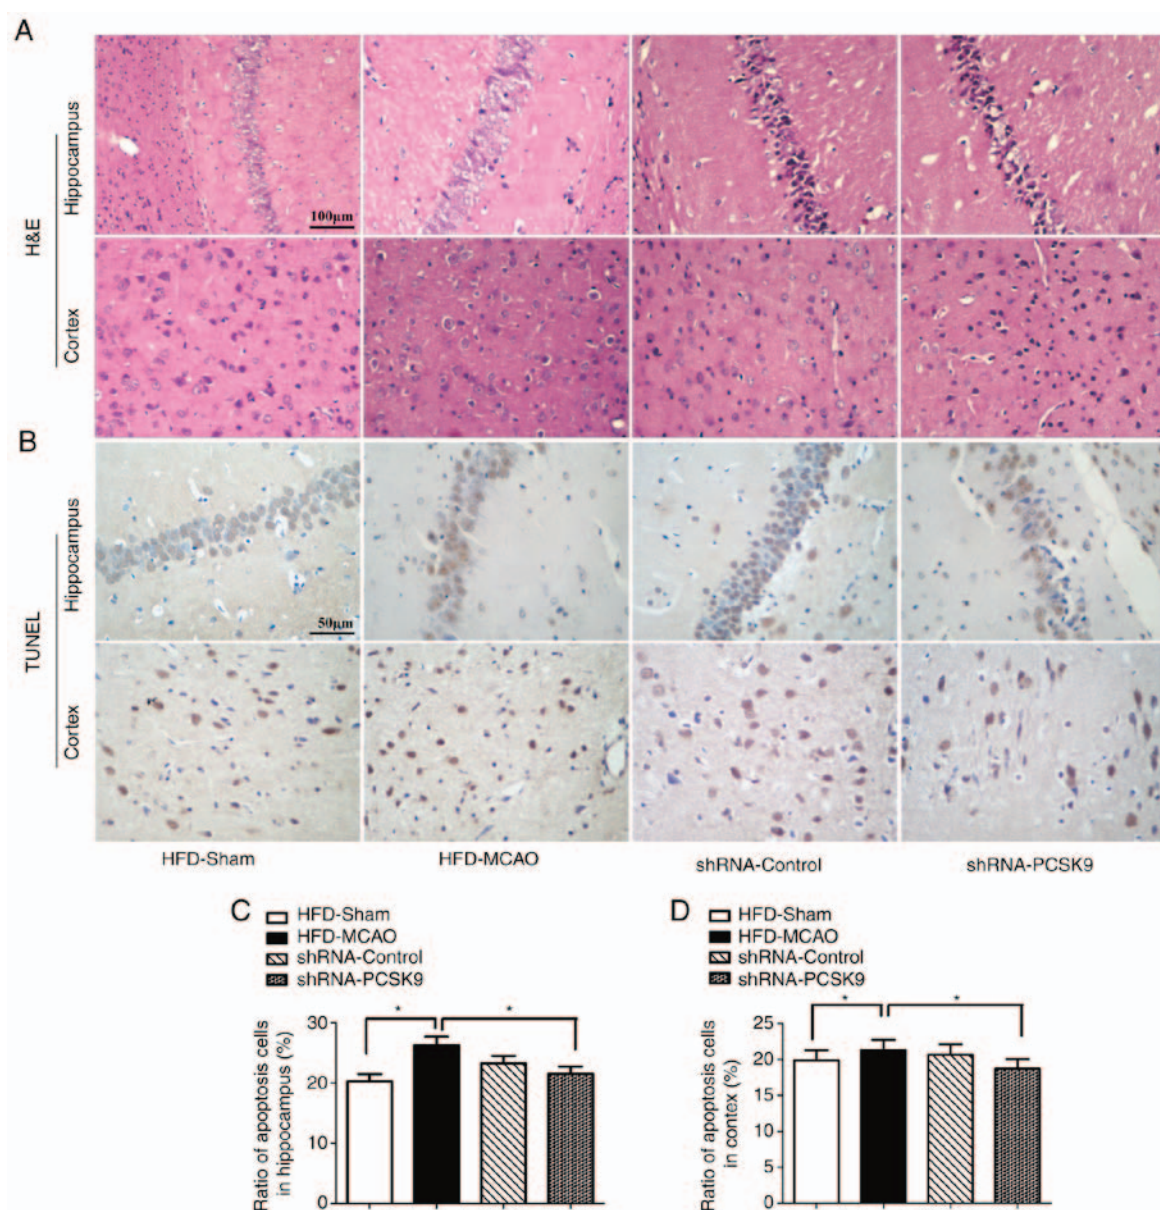 A
H&E
Hippocampus
100μm
Cortex
B
TUNEL
Hippocampus
50μm
Cortex
HFD-Sham
HFD-MCAO
shRNA-Control
shRNA-PCSK9
C
HFD-Sham
HFD-MCAO
shRNA-Control
shRNA-PCSK9
Ratio of apoptosis cells
in hippocampus (%)
30
20
10
0
*
*
D
HFD-Sham
HFD-MCAO
shRNA-Control
shRNA-PCSK9
Ratio of apoptosis cells
in contex (%)
25
20
15
10
5
0
*
*